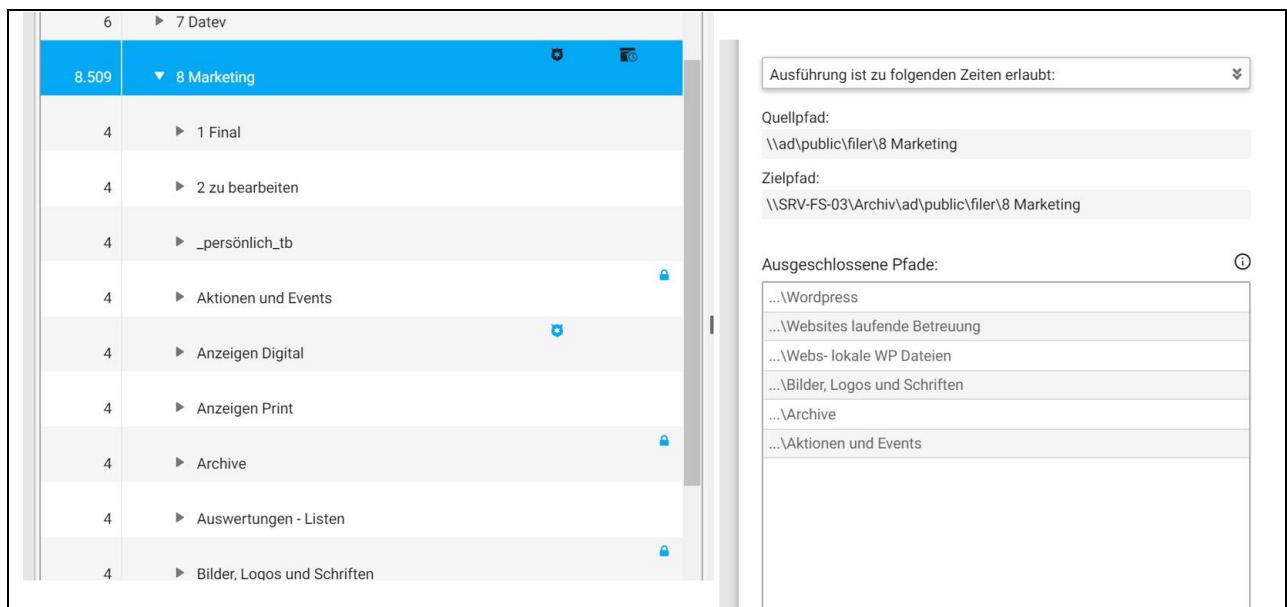 6 7 Datev
8.509 8 Marketing
4 1 Final
4 2 zu bearbeiten
4 _persönlich_tb
4 Aktionen und Events
4 Anzeigen Digital
4 Anzeigen Print
4 Archive
4 Auswertungen - Listen
4 Bilder, Logos und Schriften
Ausführung ist zu folgenden Zeiten erlaubt:
Quellpfad:
\\ad\public\filer\8 Marketing
Zielpfad:
\\SRV-FS-03\Archiv\ad\public\filer\8 Marketing
Ausgeschlossene Pfade:
...\Wordpress
...\Websites laufende Betreuung
...\Webs- lokale WP Dateien
...\Bilder, Logos und Schriften
...\Archive
...\Aktionen und Events